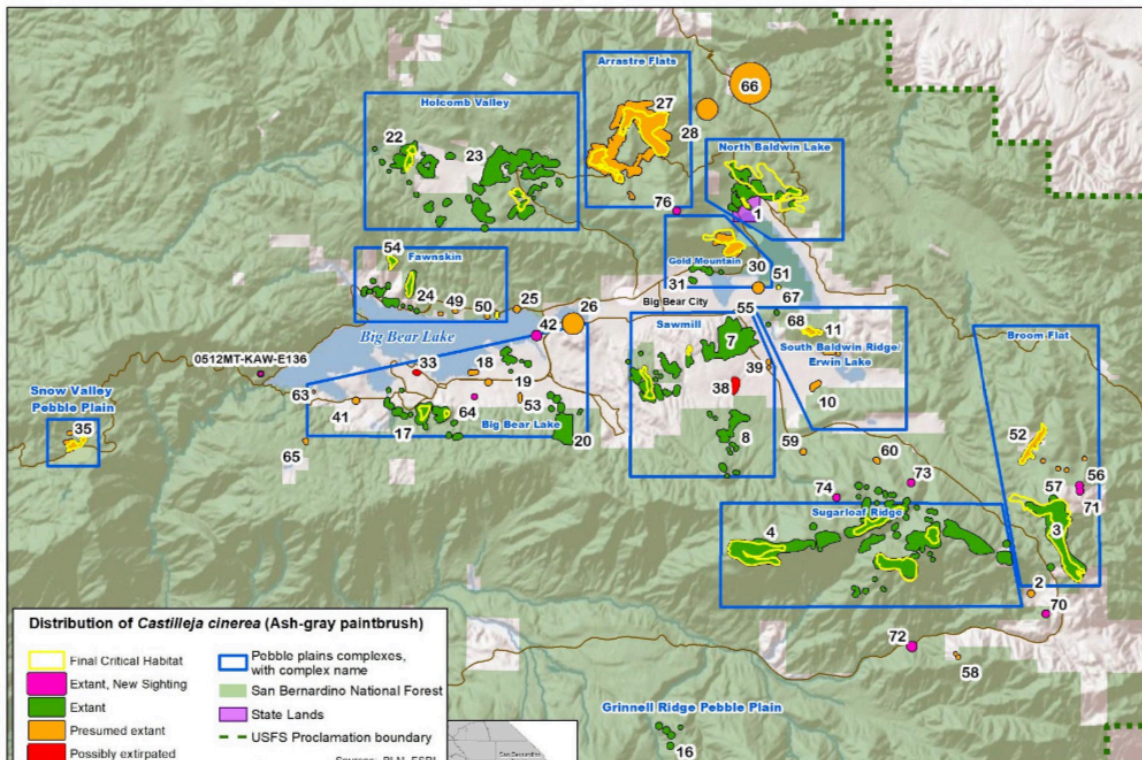 Arrastre Flats
66
Holcomb Valley
27
28
22
23
North Baldwin Lake
76
1
54
Fawnskin
Gold Mountain
30
51
31
24
49
50
25
26
Big Bear City
67
55
42
Big Bear Lake
Sawmill
7
68
11
South Baldwin Ridge/
Erwin Lake
Broom Flat
0512MT-KAW-E136
33
18
39
38
10
Snow Valley
Pebble Plain
63
19
53
41
64
17
Big Bear Lake
20
35
8
59
52
65
60
73
56
57
71
74
Sugarloaf Ridge
4
3
2
70
72
58
Grinnell Ridge Pebble Plain
16
Distribution of Castilleja cinerea (Ash-gray paintbrush)
Final Critical Habitat
Extant, New Sighting
Extant
Presumed extant
Possibly extirpated
Pebble plains complexes,
with complex name
San Bernardino National Forest
State Lands
USFS Proclamation boundary